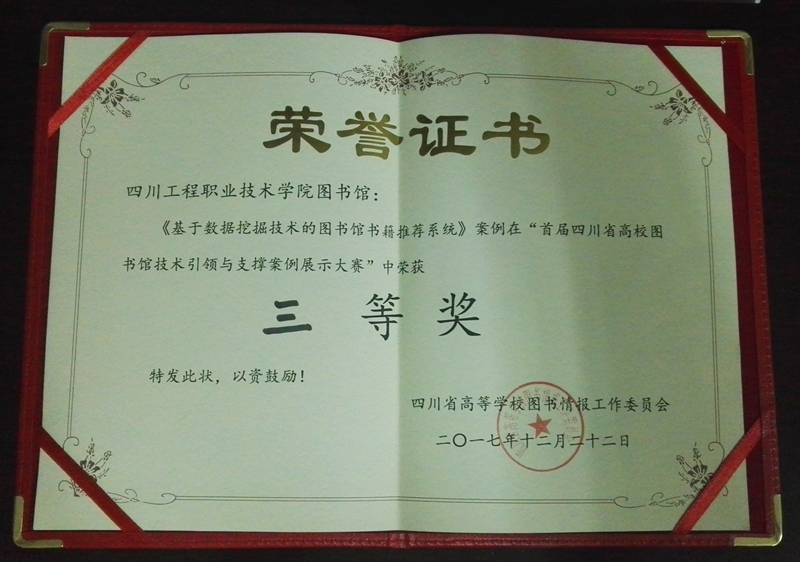 荣誉证书
四川工程职业技术学院图书馆：
《基于数据挖掘技术的图书馆书籍推荐系统》案例在“首届四川省高校图
书馆技术引领与支撑案例展示大赛”中荣获
三等奖
特发此状，以资鼓励！
四川省高等学校图书情报工作委员会
二〇一七年十二月二十二日